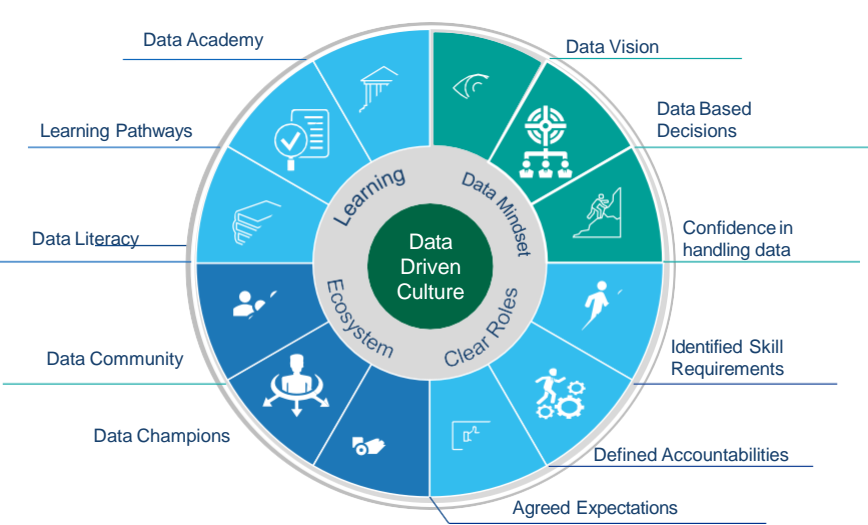 Data Academy
Data Vision
Data Based
Decisions
Learning Pathways
Learning
Data Mindset
Confidence in
handling data
Data Literacy
Data
Driven
Culture
Ecosystem
Clear Roles
Identified Skill
Requirements
Data Community
Data Champions
Defined Accountabilities
Agreed Expectations